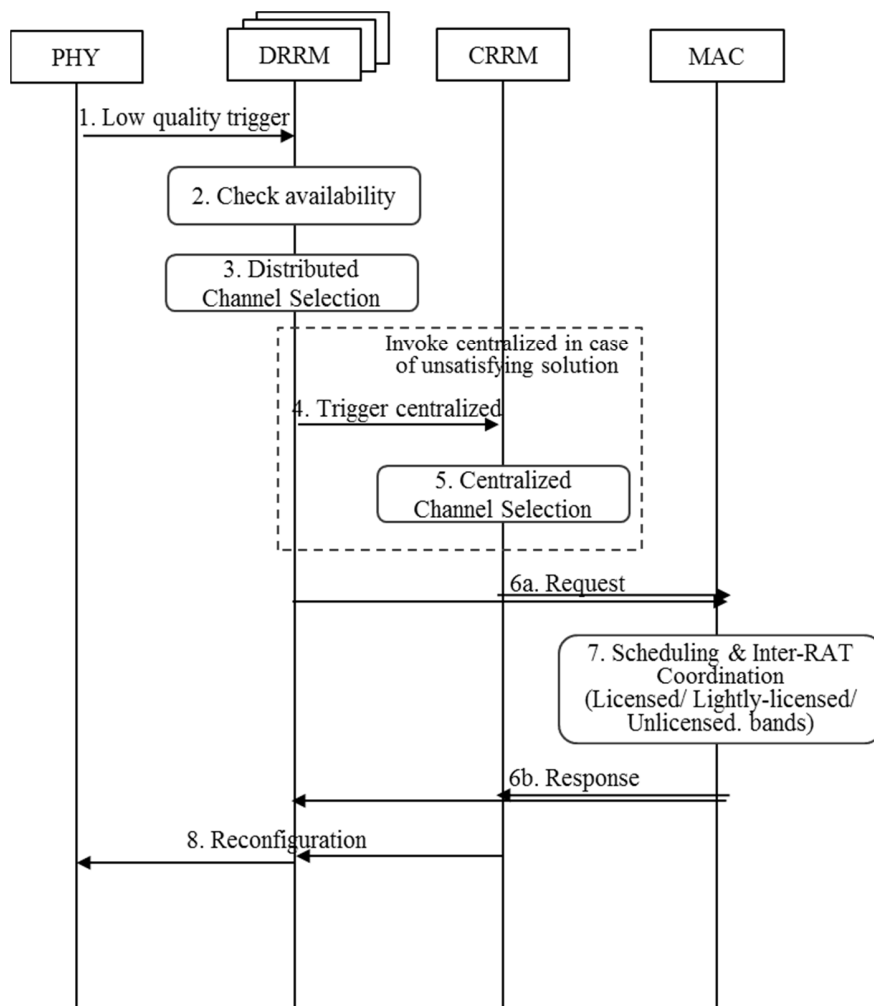 PHY
DRRM
CRRM
MAC
1. Low quality trigger
2. Check availability
3. Distributed
Channel Selection
Invoke centralized in case
of unsatisfying solution
4. Trigger centralized
5. Centralized
Channel Selection
6a. Request
7. Scheduling & Inter-RAT
Coordination
(Licensed/ Lightly-licensed/
Unlicensed. bands)
6b. Response
8. Reconfiguration